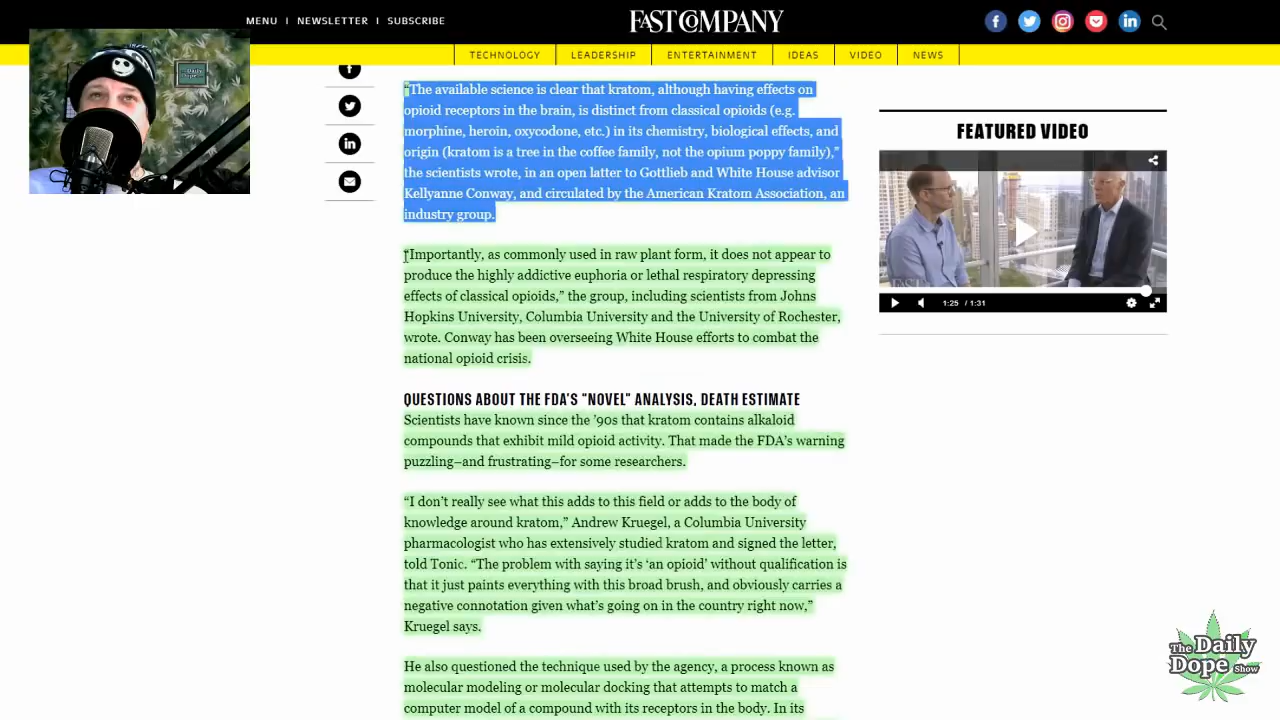 MENU | NEWSLETTER | SUBSCRIBE
FAST COMPANY
TECHNOLOGY
LEADERSHIP
ENTERTAINMENT
IDEAS
VIDEO
NEWS
“The available science is clear that kratom, although having effects on
opioid receptors in the brain, is distinct from classical opioids (e.g.
morphine, heroin, oxycodone, etc.) in its chemistry, biological effects, and
origin (kratom is a tree in the coffee family, not the opium poppy family),”
the scientists wrote, in an open latter to Gottlieb and White House advisor
Kellyanne Conway, and circulated by the American Kratom Association, an
industry group.
“Importantly, as commonly used in raw plant form, it does not appear to
produce the highly addictive euphoria or lethal respiratory depressing
effects of classical opioids,” the group, including scientists from Johns
Hopkins University, Columbia University and the University of Rochester,
wrote. Conway has been overseeing White House efforts to combat the
national opioid crisis.
QUESTIONS ABOUT THE FDA’S "NOVEL" ANALYSIS, DEATH ESTIMATE
Scientists have known since the ’90s that kratom contains alkaloid
compounds that exhibit mild opioid activity. That made the FDA’s warning
puzzling–and frustrating–for some researchers.
“I don’t really see what this adds to this field or adds to the body of
knowledge around kratom,” Andrew Kruegel, a Columbia University
pharmacologist who has extensively studied kratom and signed the letter,
told Tonic. “The problem with saying it’s ‘an opioid’ without qualification is
that it just paints everything with this broad brush, and obviously carries a
negative connotation given what’s going on in the country right now,”
Kruegel says.
He also questioned the technique used by the agency, a process known as
molecular modeling or molecular docking that attempts to match a
computer model of a compound with its receptors in the body. In its
FEATURED VIDEO
1:25 / 1:31
The Daily
Dope Show